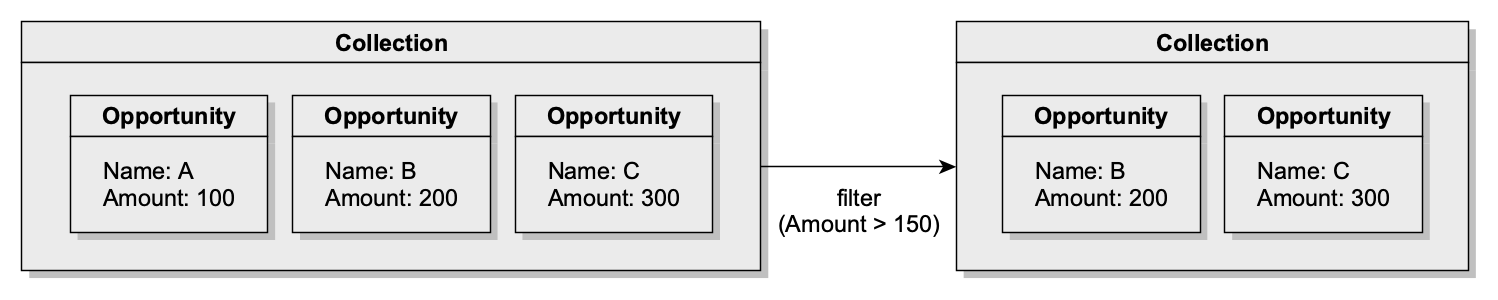 Collection
Opportunity
Name: A
Amount: 100
Opportunity
Name: B
Amount: 200
Opportunity
Name: C
Amount: 300
filter
(Amount > 150)
Collection
Opportunity
Name: B
Amount: 200
Opportunity
Name: C
Amount: 300